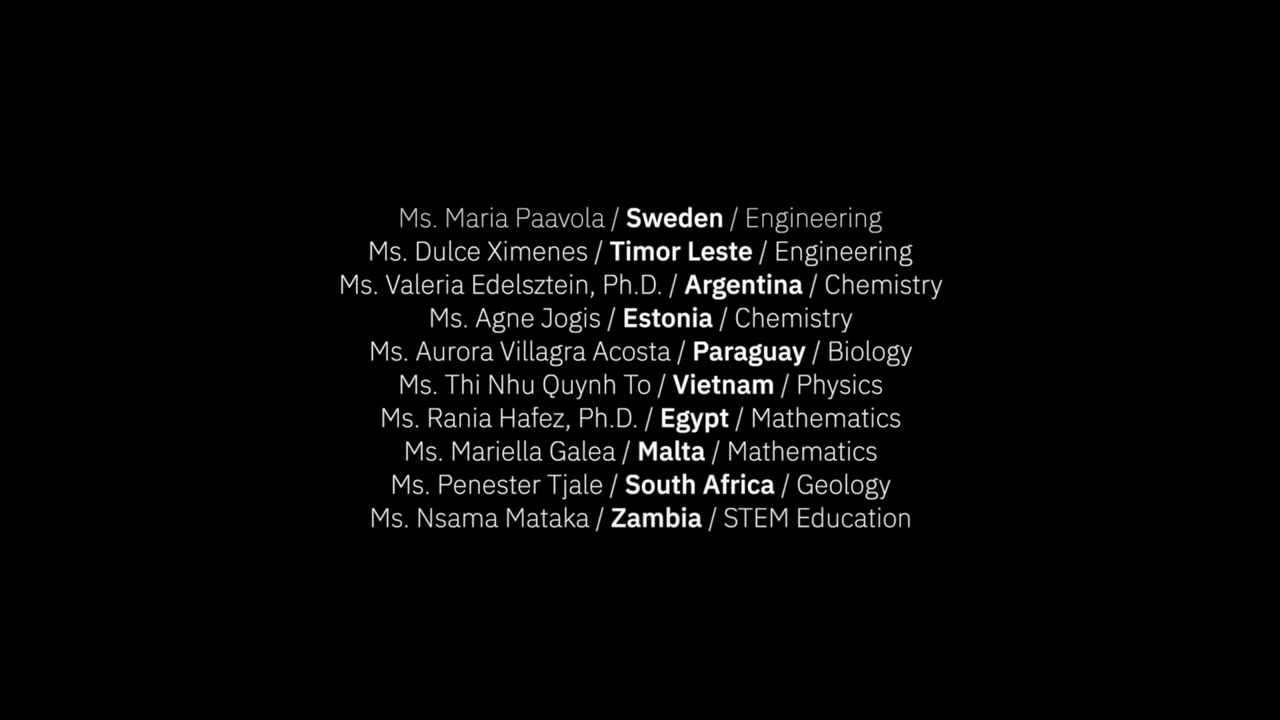 Ms. Maria Paavola / Sweden / Engineering
Ms. Dulce Ximenes / Timor Leste / Engineering
Ms. Valeria Edelsztein, Ph.D. / Argentina / Chemistry
Ms. Agne Jogis / Estonia / Chemistry
Ms. Aurora Villagra Acosta / Paraguay / Biology
Ms. Thi Nhu Quynh To / Vietnam / Physics
Ms. Rania Hafez, Ph.D. / Egypt / Mathematics
Ms. Mariella Galea / Malta / Mathematics
Ms. Penester Tjale / South Africa / Geology
Ms. Nsama Mataka / Zambia / STEM Education